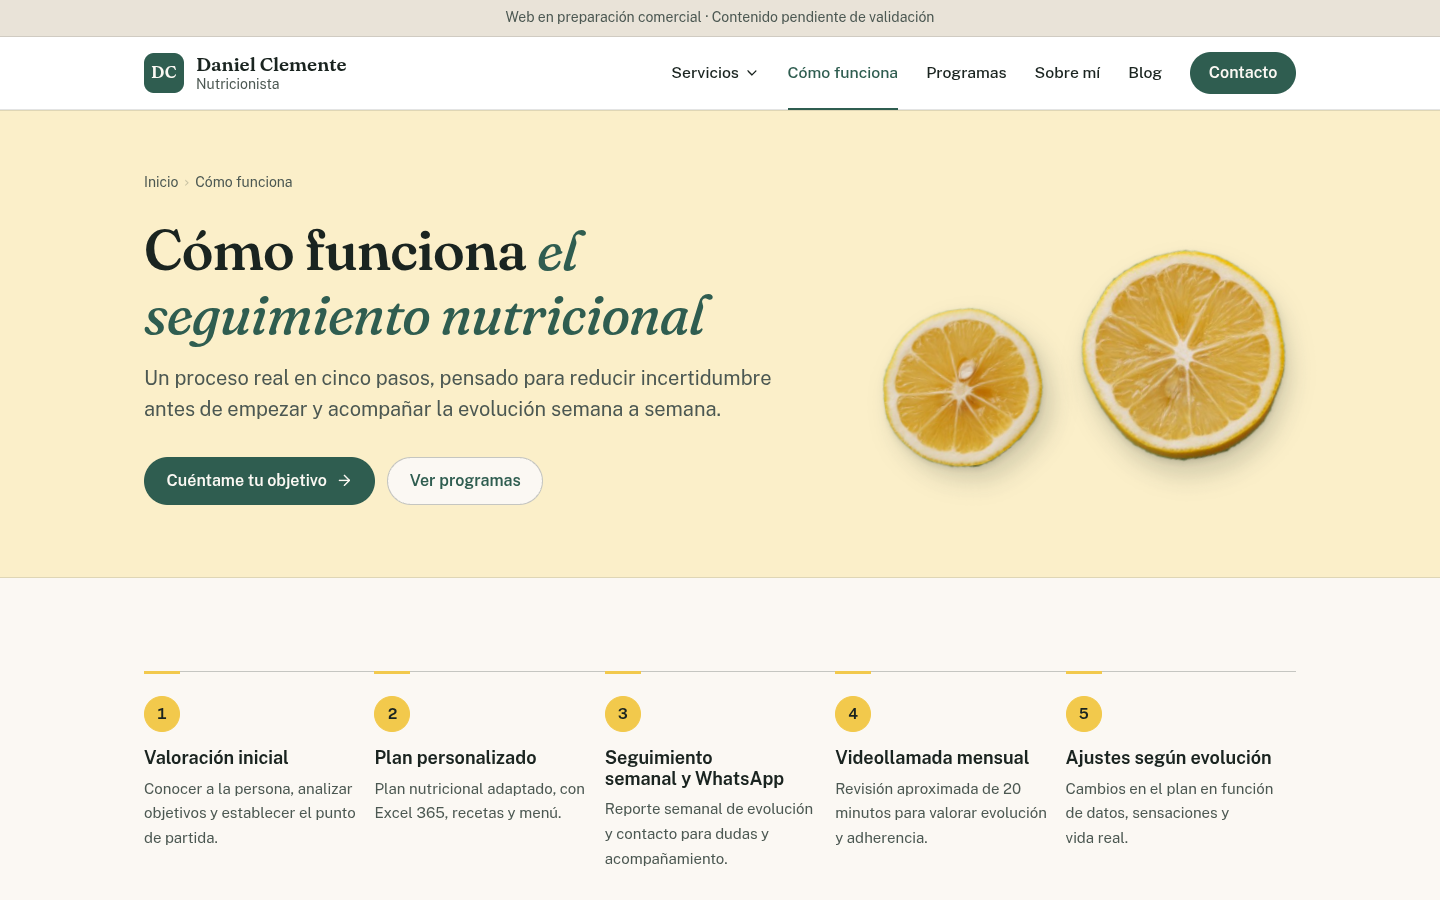 Web en preparación comercial · Contenido pendiente de validación
DC
Daniel Clemente
Nutricionista
Servicios
Cómo funciona
Programas
Sobre mí
Blog
Contacto
Inicio › Cómo funciona
Cómo funciona el
seguimiento nutricional
Un proceso real en cinco pasos, pensado para reducir incertidumbre
antes de empezar y acompañar la evolución semana a semana.
Cuéntame tu objetivo →
Ver programas
1
Valoración inicial
Conocer a la persona, analizar
objetivos y establecer el punto
de partida.
2
Plan personalizado
Plan nutricional adaptado, con
Excel 365, recetas y menú.
3
Seguimiento
semanal y WhatsApp
Reporte semanal de evolución
y contacto para dudas y
acompañamiento.
4
Videollamada mensual
Revisión aproximada de 20
minutos para valorar evolución
y adherencia.
5
Ajustes según evolución
Cambios en el plan en función
de datos, sensaciones y
vida real.